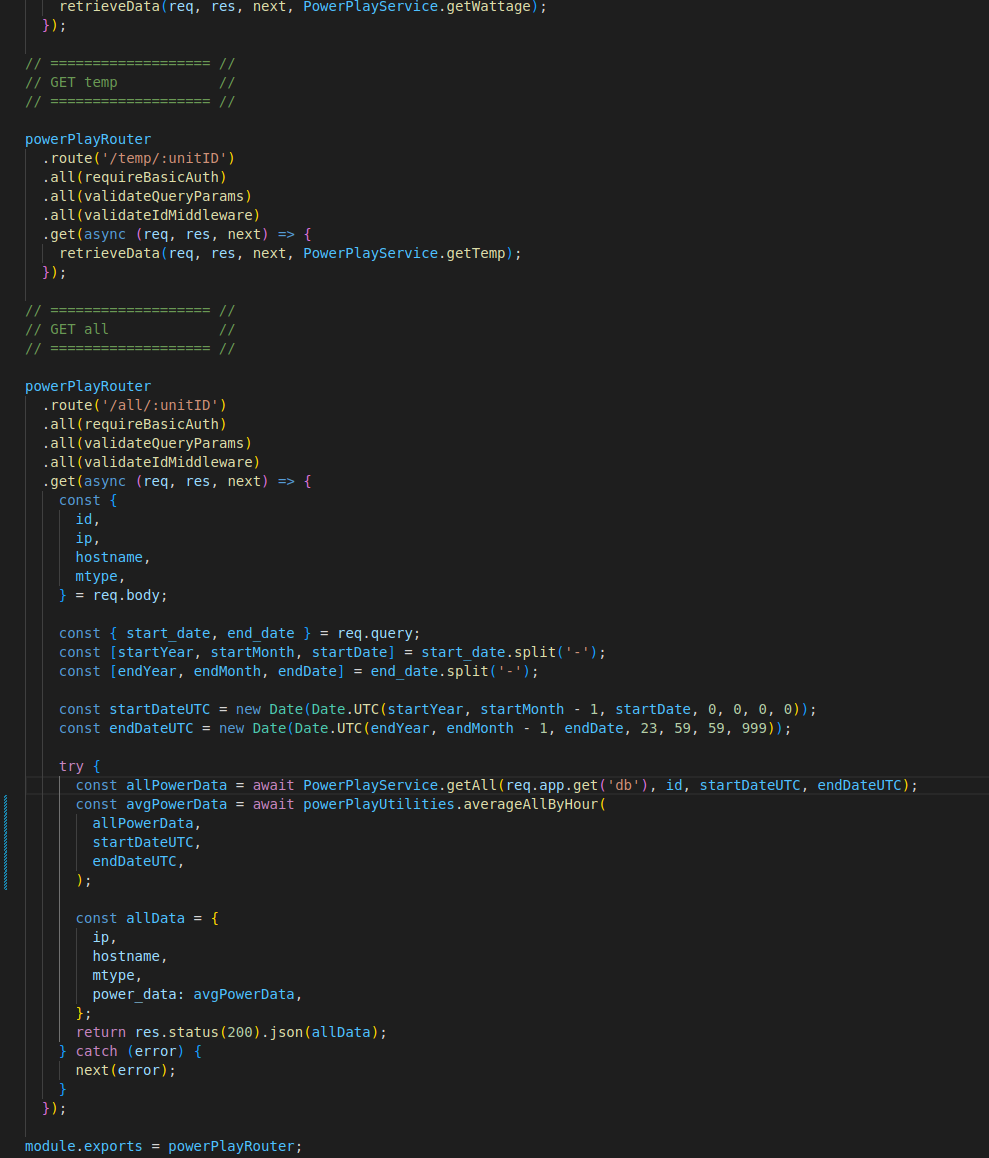 retrieveData(req, res, next, PowerPlayService.getWattage);
  });

// =================== //
// GET temp            //
// =================== //

powerPlayRouter
  .route('/temp/:unitID')
  .all(requireBasicAuth)
  .all(validateQueryParams)
  .all(validateIdMiddleware)
  .get(async (req, res, next) => {
    retrieveData(req, res, next, PowerPlayService.getTemp);
  });

// =================== //
// GET all             //
// =================== //

powerPlayRouter
  .route('/all/:unitID')
  .all(requireBasicAuth)
  .all(validateQueryParams)
  .all(validateIdMiddleware)
  .get(async (req, res, next) => {
    const {
      id,
      ip,
      hostname,
      mtype,
    } = req.body;

    const { start_date, end_date } = req.query;
    const [startYear, startMonth, startDate] = start_date.split('-');
    const [endYear, endMonth, endDate] = end_date.split('-');

    const startDateUTC = new Date(Date.UTC(startYear, startMonth - 1, startDate, 0, 0, 0, 0));
    const endDateUTC = new Date(Date.UTC(endYear, endMonth - 1, endDate, 23, 59, 59, 999));

    try {
      const allPowerData = await PowerPlayService.getAll(req.app.get('db'), id, startDateUTC, endDateUTC);
      const avgPowerData = await powerPlayUtilities.averageAllByHour(
        allPowerData,
        startDateUTC,
        endDateUTC,
      );

      const allData = {
        ip,
        hostname,
        mtype,
        power_data: avgPowerData,
      };
      return res.status(200).json(allData);
    } catch (error) {
      next(error);
    }
  });

module.exports = powerPlayRouter;